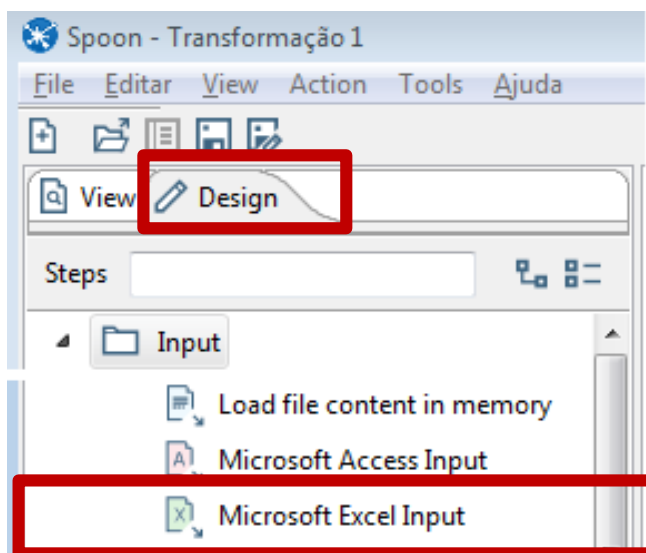 Spoon - Transformação 1
File Editar View Action Tools Ajuda
View Design
Steps
Input
Load file content in memory
Microsoft Access Input
Microsoft Excel Input